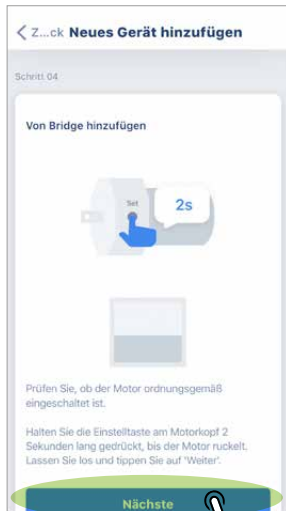 Z...ck Neues Gerät hinzufügen
Schritt 04
Von Bridge hinzufügen
Set
2s
Prüfen Sie, ob der Motor ordnungsgemäß
eingeschaltet ist.
Halten Sie die Einstelltaste am Motorkopf 2
Sekunden lang gedrückt, bis der Motor ruckelt.
Lassen Sie los und tippen Sie auf 'Weiter'.
Nächste